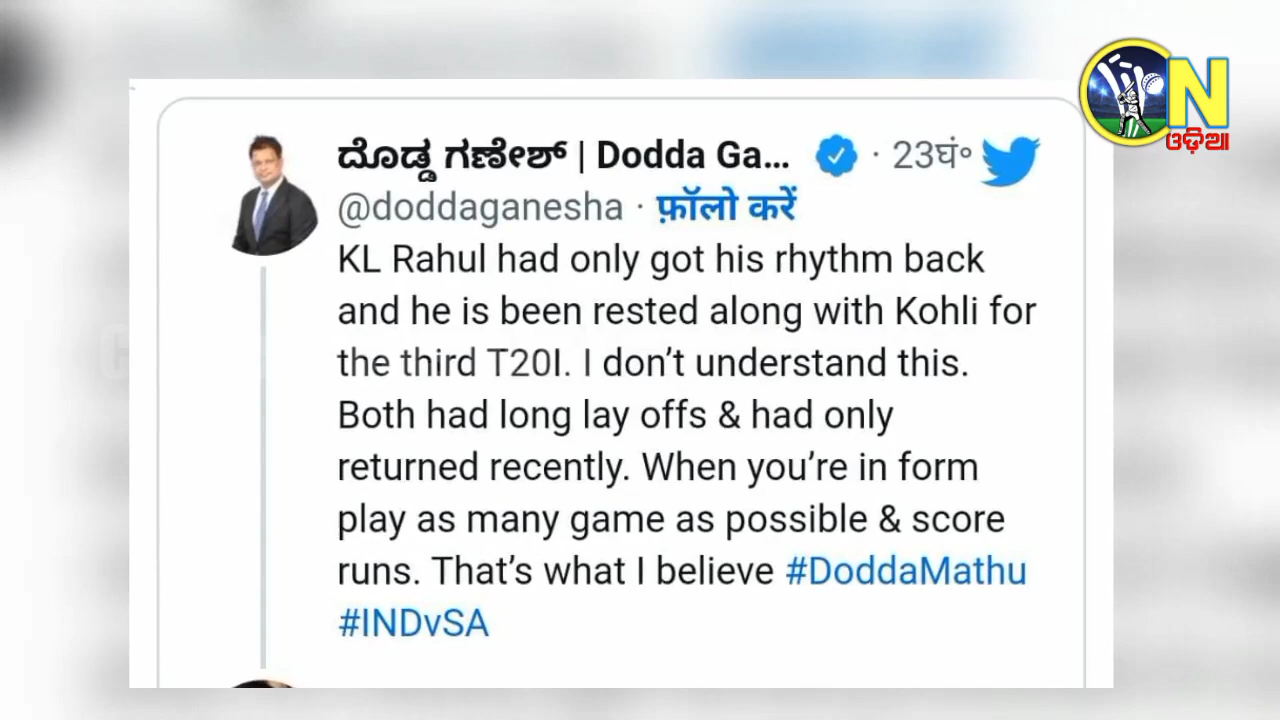 ON
ଓଡ଼ିଆ
ದೊಡ್ಡ ಗಣೇಶ್ | Dodda Ga... · 23घं॰
@doddaganesha · फ़ॉलो करें
KL Rahul had only got his rhythm back
and he is been rested along with Kohli for
the third T20I. I don’t understand this.
Both had long lay offs & had only
returned recently. When you’re in form
play as many game as possible & score
runs. That’s what I believe #DoddaMathu
#INDvSA